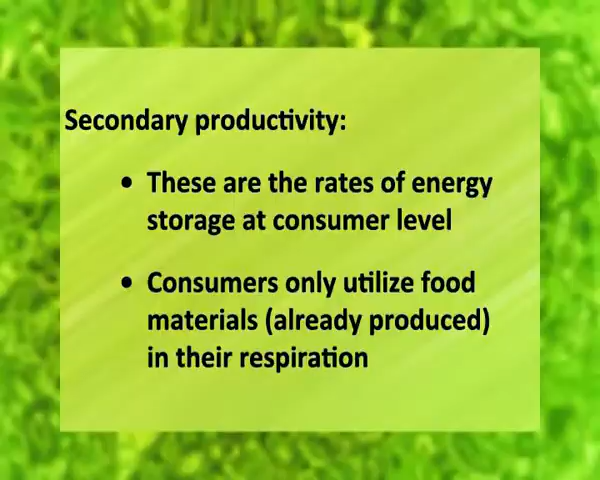 Secondary productivity:
• These are the rates of energy
storage at consumer level
• Consumers only utilize food
materials (already produced)
in their respiration